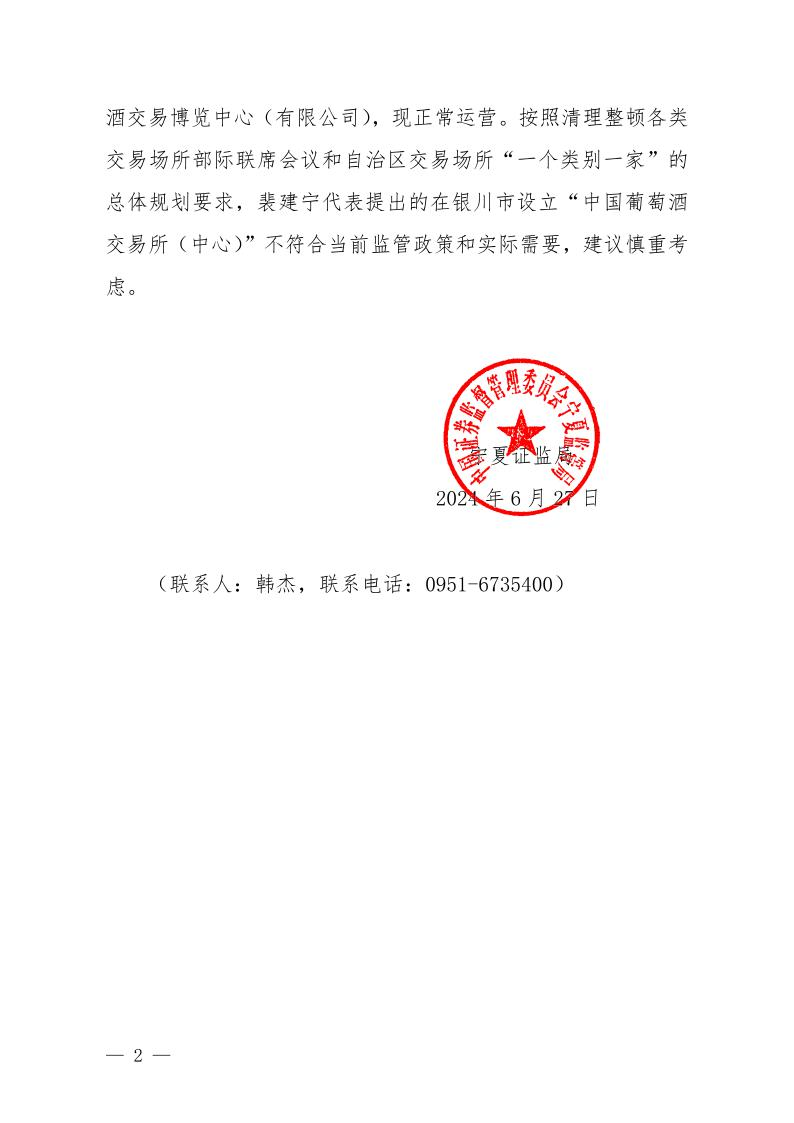 酒交易博览中心（有限公司），现正常运营。按照清理整顿各类
交易场所部际联席会议和自治区交易场所“一个类别一家”的
总体规划要求，裴建宁代表提出的在银川市设立“中国葡萄酒
交易所（中心）”不符合当前监管政策和实际需要，建议慎重考
虑。
中国证券监督管理委员会宁夏监管局
宁夏证监局
2024 年 6 月 27 日
（联系人：韩杰，联系电话：0951-6735400）
— 2 —